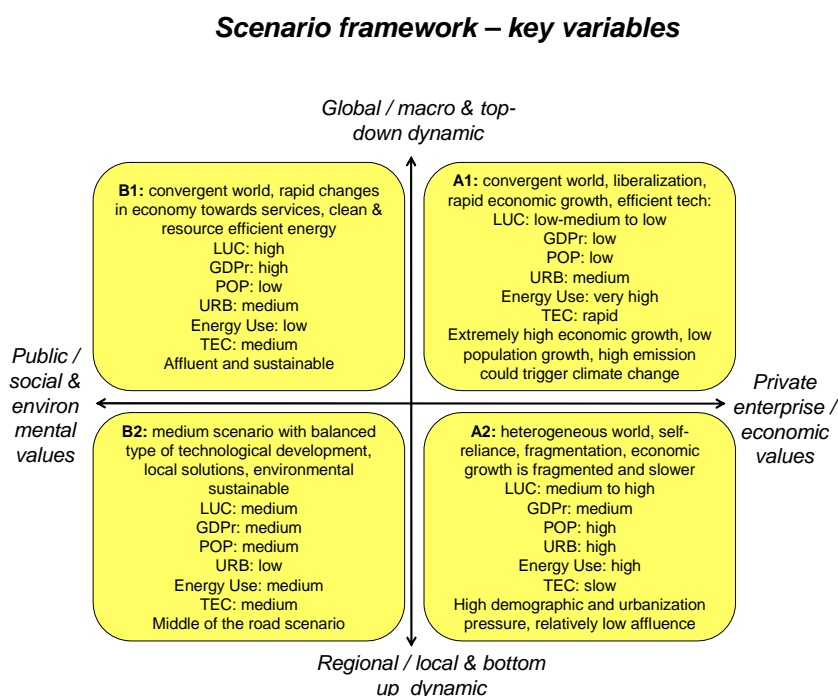 Scenario framework – key variables
Global / macro & top-
down dynamic
B1: convergent world, rapid changes
in economy towards services, clean &
resource efficient energy
LUC: high
GDPr: high
POP: low
URB: medium
Energy Use: low
TEC: medium
Affluent and sustainable
A1: convergent world, liberalization,
rapid economic growth, efficient tech:
LUC: low-medium to low
GDPr: low
POP: low
URB: medium
Energy Use: very high
TEC: rapid
Extremely high economic growth, low
population growth, high emission
could trigger climate change
Public /
social &
environ
mental
values
Private
enterprise /
economic
values
B2: medium scenario with balanced
type of technological development,
local solutions, environmental
sustainable
LUC: medium
GDPr: medium
POP: medium
URB: low
Energy Use: medium
TEC: medium
Middle of the road scenario
A2: heterogeneous world, self-
reliance, fragmentation, economic
growth is fragmented and slower
LUC: medium to high
GDPr: medium
POP: high
URB: high
Energy Use: high
TEC: slow
High demographic and urbanization
pressure, relatively low affluence
Regional / local & bottom
up dynamic